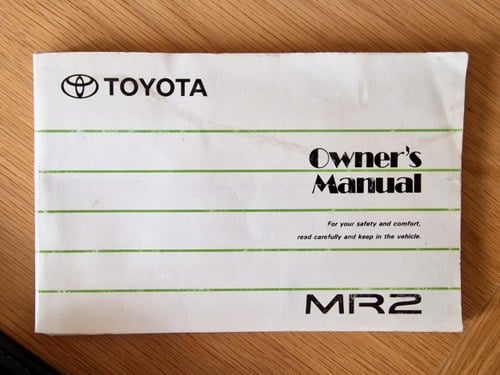 TOYOTA
Owner's
Manual
For your safety and comfort,
read carefully and keep in the vehicle.
MR2